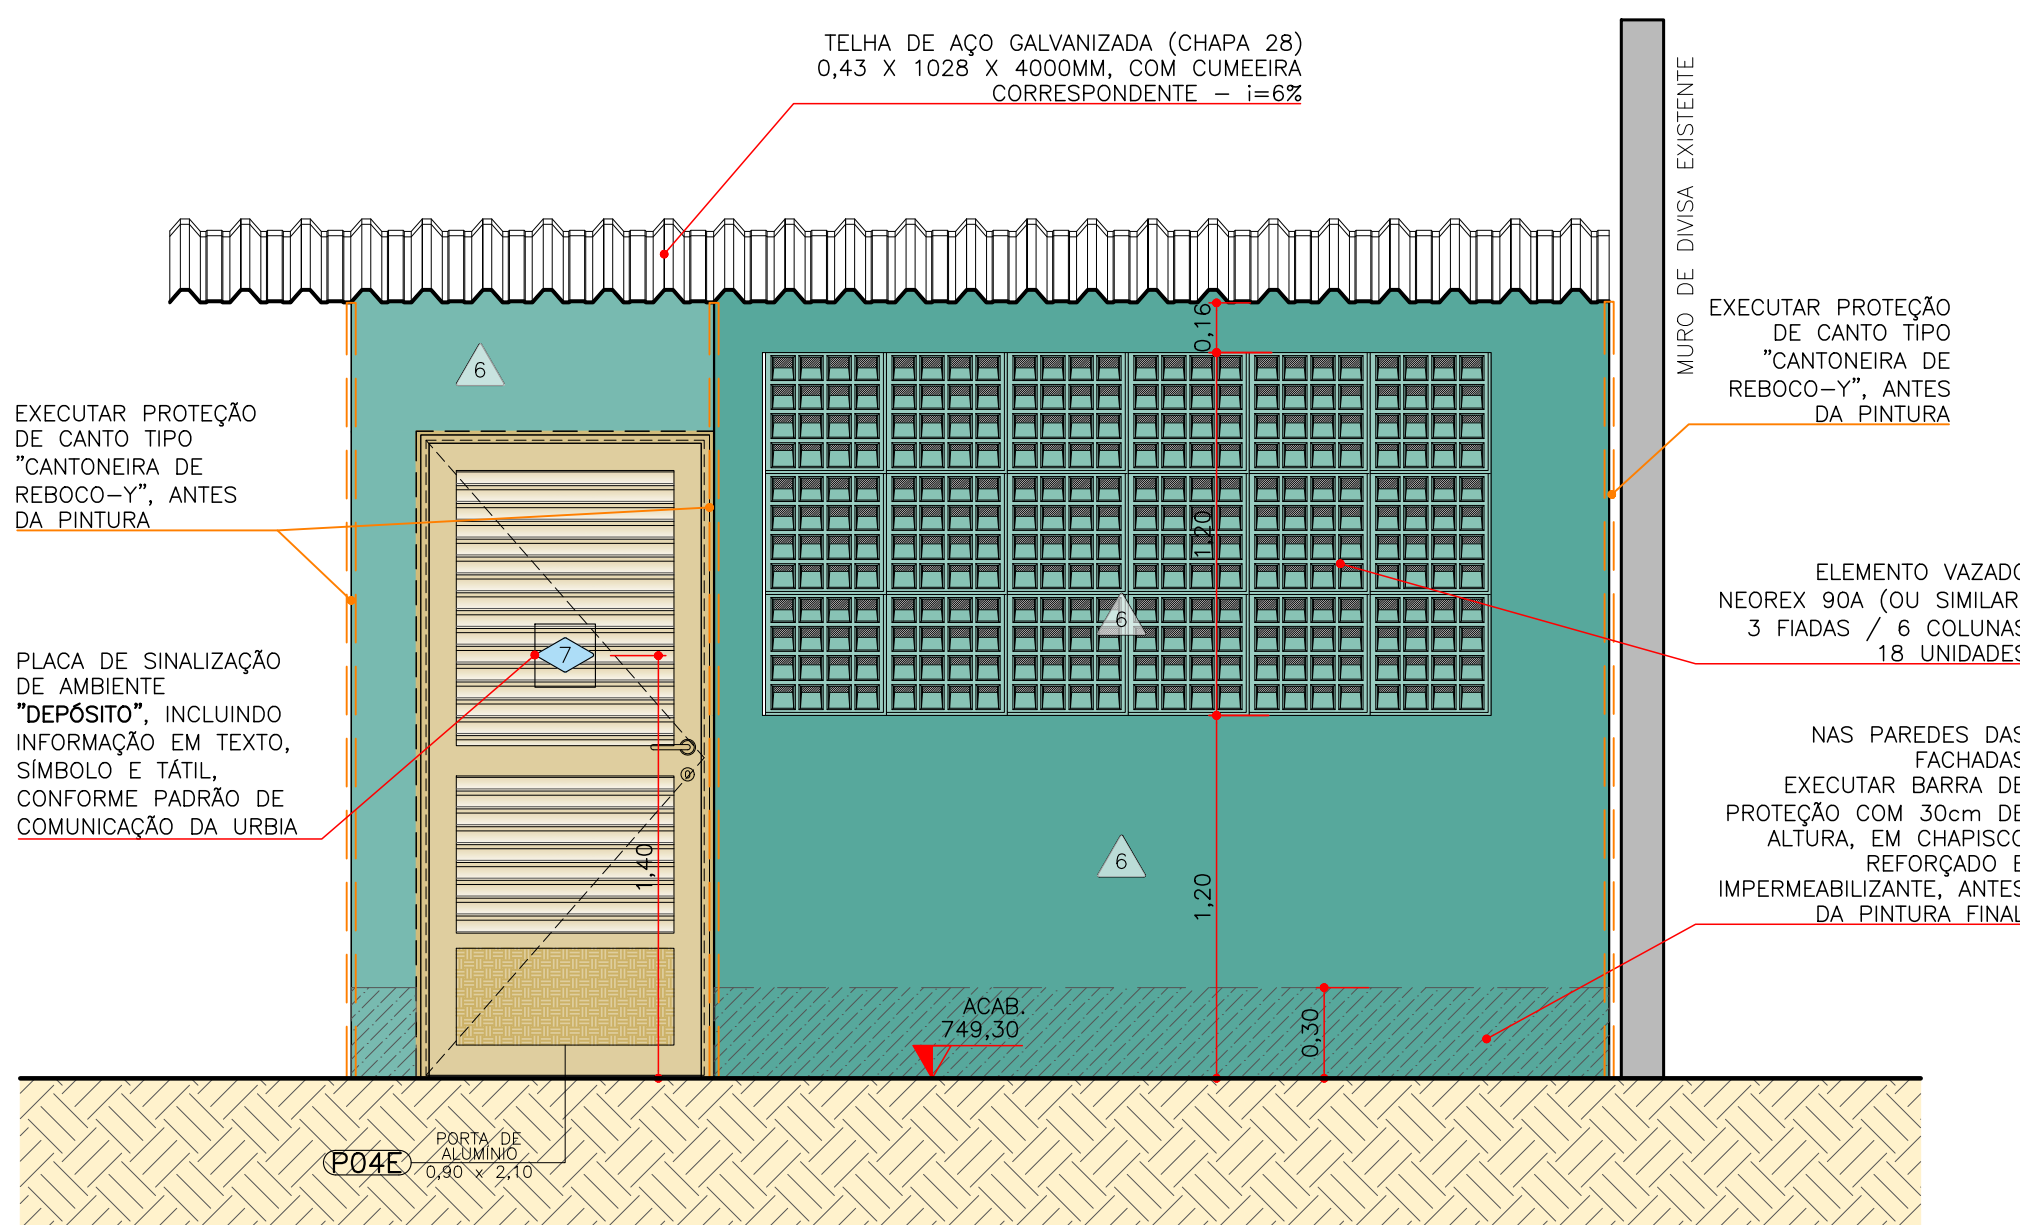 TELHA DE AÇO GALVANIZADA (CHAPA 28)
0,43 X 1028 X 4000MM, COM CUMEEIRA
CORRESPONDENTE – i=6%
MURO DE DIVISA EXISTENTE
EXECUTAR PROTEÇÃO
DE CANTO TIPO
"CANTONEIRA DE
REBOCO–Y", ANTES
DA PINTURA
0,16
6
EXECUTAR PROTEÇÃO
DE CANTO TIPO
"CANTONEIRA DE
REBOCO–Y", ANTES
DA PINTURA
1,20
ELEMENTO VAZADO
NEOREX 90A (OU SIMILAR
3 FIADAS / 6 COLUNAS
18 UNIDADES
6
7
PLACA DE SINALIZAÇÃO
DE AMBIENTE
"DEPÓSITO", INCLUINDO
INFORMAÇÃO EM TEXTO,
SÍMBOLO E TÁTIL,
CONFORME PADRÃO DE
COMUNICAÇÃO DA URBIA
NAS PAREDES DAS
FACHADAS
EXECUTAR BARRA DE
PROTEÇÃO COM 30cm DE
ALTURA, EM CHAPISCO
REFORÇADO E
IMPERMEABILIZANTE, ANTES
DA PINTURA FINAL
1,40
6
1,20
ACAB.
749,30
0,30
P04E
PORTA DE
ALUMÍNIO
0,90 x 2,10